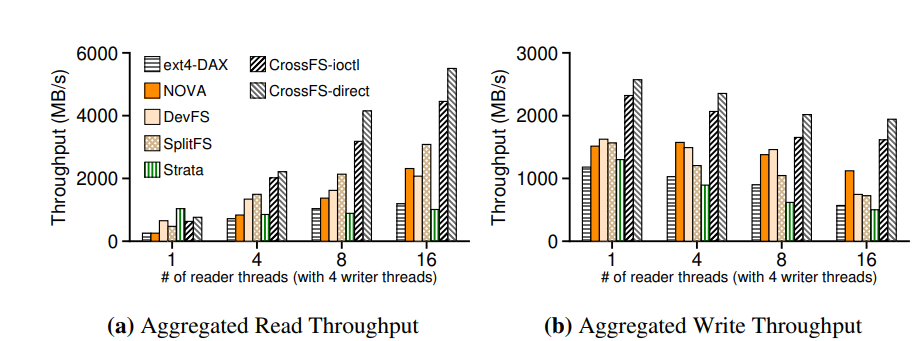 6000
4000
2000
0
Throughput (MB/s)
ext4-DAX
NOVA
DevFS
SplitFS
Strata
CrossFS-ioctl
CrossFS-direct
1 4 8 16
# of reader threads (with 4 writer threads)
(a) Aggregated Read Throughput
3000
2000
1000
0
Throughput (MB/s)
1 4 8 16
# of reader threads (with 4 writer threads)
(b) Aggregated Write Throughput